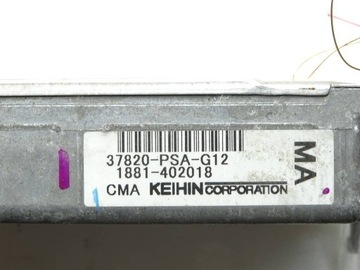 37820-PSA-G12
1881-402018
CMA KEIHIN CORPORATION
MA